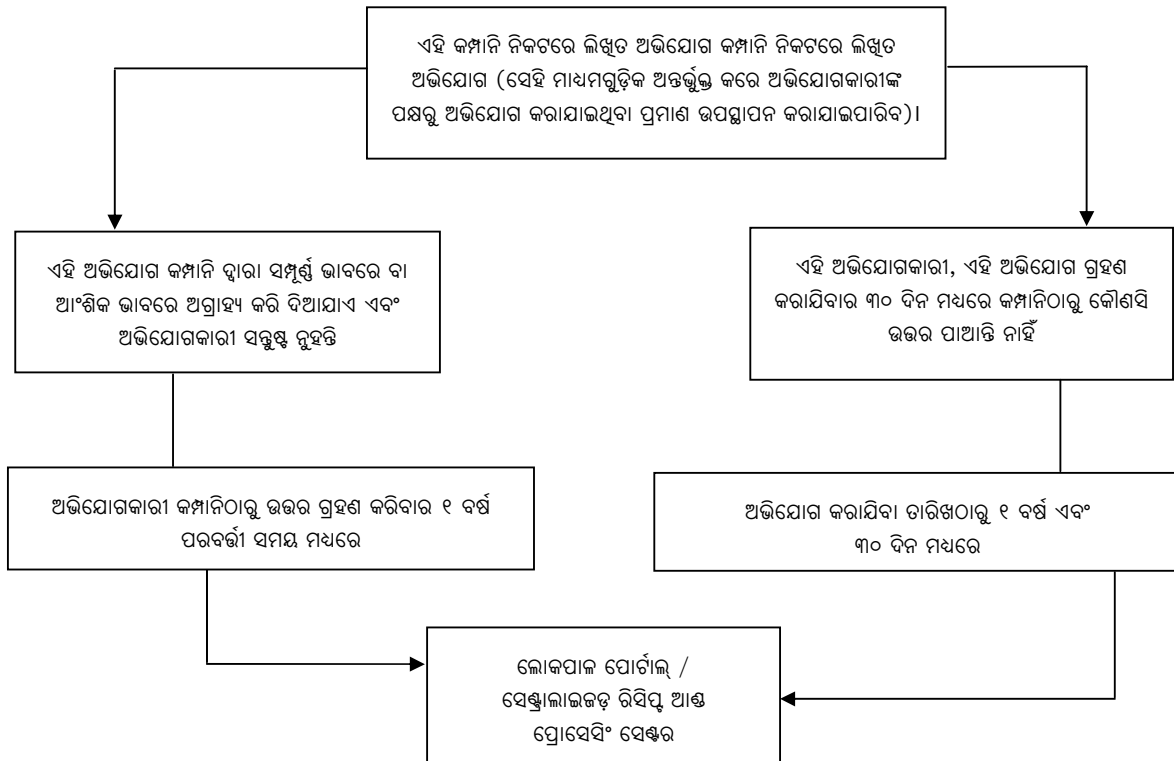 ଏହି କମ୍ପାନି ନିକଟରେ ଲିଖିତ ଅଭିଯୋଗ କମ୍ପାନି ନିକଟରେ ଲିଖିତ
ଅଭିଯୋଗ (ସେହି ମାଧ୍ୟମଗୁଡ଼ିକ ଅନ୍ତର୍ଭୁକ୍ତ କରେ ଅଭିଯୋଗକାରୀଙ୍କ
ପକ୍ଷରୁ ଅଭିଯୋଗ କରାଯାଇଥିବା ପ୍ରମାଣ ଉପସ୍ଥାପନ କରାଯାଇପାରିବ)।
ଏହି ଅଭିଯୋଗ କମ୍ପାନି ଦ୍ୱାରା ସମ୍ପୂର୍ଣ୍ଣ ଭାବରେ ବା
ଆଂଶିକ ଭାବରେ ଅଗ୍ରାହ୍ୟ କରି ଦିଆଯାଏ ଏବଂ
ଅଭିଯୋଗକାରୀ ସନ୍ତୁଷ୍ଟ ନୁହନ୍ତି
ଏହି ଅଭିଯୋଗକାରୀ, ଏହି ଅଭିଯୋଗ ଗ୍ରହଣ
କରାଯିବାର ୩୦ ଦିନ ମଧ୍ୟରେ କମ୍ପାନିଠାରୁ କୌଣସି
ଉତ୍ତର ପାଆନ୍ତି ନାହିଁ
ଅଭିଯୋଗକାରୀ କମ୍ପାନିଠାରୁ ଉତ୍ତର ଗ୍ରହଣ କରିବାର ୧ ବର୍ଷ
ପରବର୍ତ୍ତୀ ସମୟ ମଧ୍ୟରେ
ଅଭିଯୋଗ କରାଯିବା ତାରିଖଠାରୁ ୧ ବର୍ଷ ଏବଂ
୩୦ ଦିନ ମଧ୍ୟରେ
ଲୋକପାଳ ପୋର୍ଟାଲ୍ /
ସେଣ୍ଟ୍ରାଲାଇଜଡ଼ ରିସିପ୍ଟ ଆଣ୍ଡ
ପ୍ରୋସେସିଂ ସେଣ୍ଟର